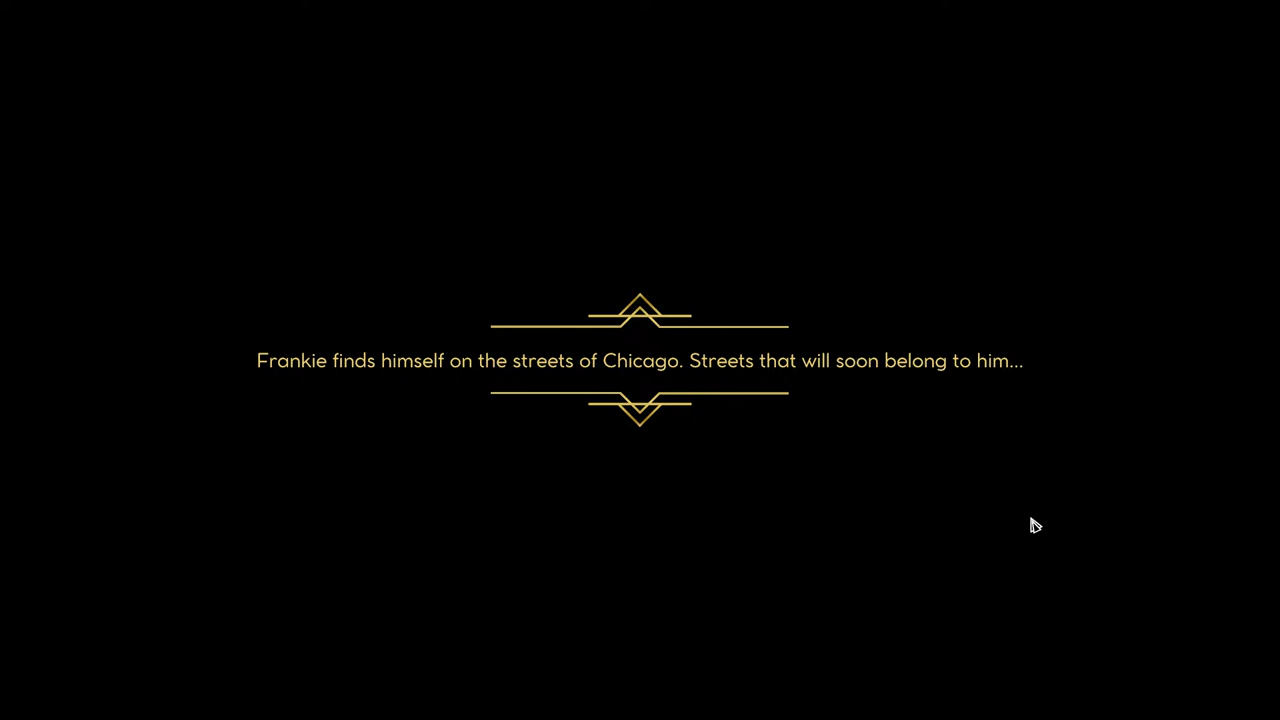 Frankie finds himself on the streets of Chicago. Streets that will soon belong to him...